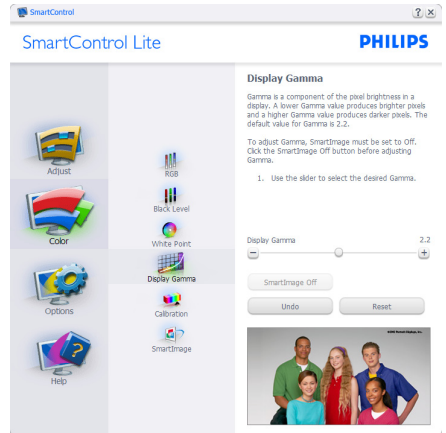 SmartControl
SmartControl Lite
PHILIPS
Adjust
Color
Options
Help
RGB
Black Level
White Point
Display Gamma
Calibration
SmartImage
Display Gamma
Gamma is a component of the pixel brightness in a
display. A lower Gamma value produces brighter pixels
and a higher Gamma value produces darker pixels. The
default value for Gamma is 2.2.
To adjust Gamma, SmartImage must be set to Off.
Click the SmartImage Off button before adjusting
Gamma.
1. Use the slider to select the desired Gamma.
Display Gamma 2.2
SmartImage Off
Undo Reset